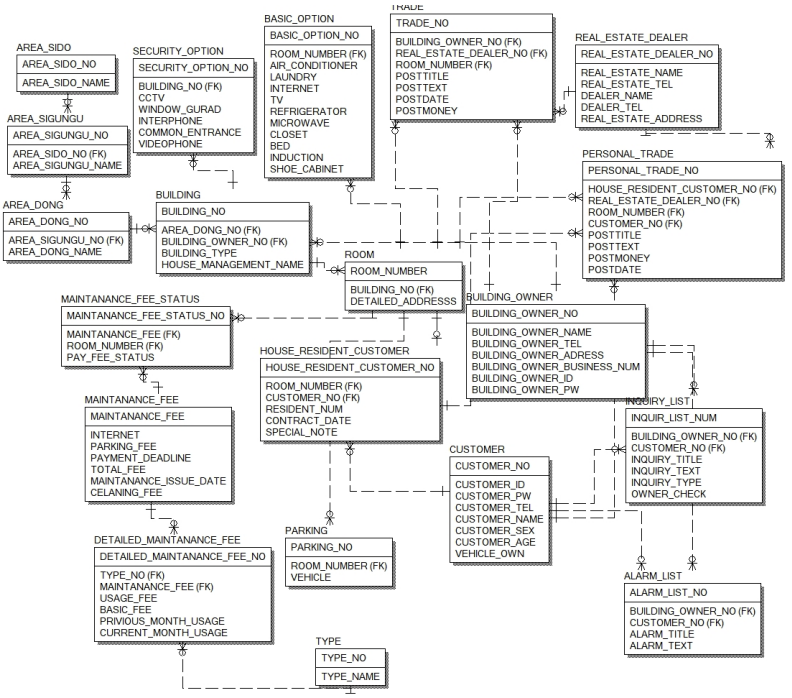 AREA_SIDO
AREA_SIDO_NO
AREA_SIDO_NAME
SECURITY_OPTION
SECURITY_OPTION_NO
BUILDING_NO (FK)
CCTV
WINDOW_GURAD
INTERPHONE
COMMON_ENTRANCE
VIDEOPHONE
BASIC_OPTION
BASIC_OPTION_NO
ROOM_NUMBER (FK)
AIR_CONDITIONER
LAUNDRY
INTERNET
TV
REFRIGERATOR
MICROWAVE
CLOSET
BED
INDUCTION
SHOE_CABINET
TRADE
TRADE_NO
BUILDING_OWNER_NO (FK)
REAL_ESTATE_DEALER_NO (FK)
ROOM_NUMBER (FK)
POSTTITLE
POSTTEXT
POSTDATE
POSTMONEY
REAL_ESTATE_DEALER
REAL_ESTATE_DEALER_NO
REAL_ESTATE_NAME
REAL_ESTATE_TEL
DEALER_NAME
DEALER_TEL
REAL_ESTATE_ADDRESS
AREA_SIGUNGU
AREA_SIGUNGU_NO
AREA_SIDO_NO (FK)
AREA_SIGUNGU_NAME
PERSONAL_TRADE
PERSONAL_TRADE_NO
HOUSE_RESIDENT_CUSTOMER_NO (FK)
REAL_ESTATE_DEALER_NO (FK)
ROOM_NUMBER (FK)
CUSTOMER_NO (FK)
POSTTITLE
POSTTEXT
POSTMONEY
POSTDATE
AREA_DONG
AREA_DONG_NO
AREA_SIGUNGU_NO (FK)
AREA_DONG_NAME
BUILDING
BUILDING_NO
AREA_DONG_NO (FK)
BUILDING_OWNER_NO (FK)
BUILDING_TYPE
HOUSE_MANAGEMENT_NAME
ROOM
ROOM_NUMBER
BUILDING_NO (FK)
DETAILED_ADDRESSS
MAINTANANCE_FEE_STATUS
MAINTANANCE_FEE_STATUS_NO
MAINTANANCE_FEE (FK)
ROOM_NUMBER (FK)
PAY_FEE_STATUS
BUILDING_OWNER
BUILDING_OWNER_NO
BUILDING_OWNER_NAME
BUILDING_OWNER_TEL
BUILDING_OWNER_ADRESS
BUILDING_OWNER_BUSINESS_NUM
BUILDING_OWNER_ID
BUILDING_OWNER_PW
HOUSE_RESIDENT_CUSTOMER
HOUSE_RESIDENT_CUSTOMER_NO
ROOM_NUMBER (FK)
CUSTOMER_NO (FK)
RESIDENT_NUM
CONTRACT_DATE
SPECIAL_NOTE
MAINTANANCE_FEE
MAINTANANCE_FEE
INTERNET
PARKING_FEE
PAYMENT_DEADLINE
TOTAL_FEE
MAINTANANCE_ISSUE_DATE
CELANING_FEE
INQUIRY_LIST
INQUIR_LIST_NUM
BUILDING_OWNER_NO (FK)
CUSTOMER_NO (FK)
INQUIRY_TITLE
INQUIRY_TEXT
INQUIRY_TYPE
OWNER_CHECK
CUSTOMER
CUSTOMER_NO
CUSTOMER_ID
CUSTOMER_PW
CUSTOMER_TEL
CUSTOMER_NAME
CUSTOMER_SEX
CUSTOMER_AGE
VEHICLE_OWN
DETAILED_MAINTANANCE_FEE
DETAILED_MAINTANANCE_FEE_NO
TYPE_NO (FK)
MAINTANANCE_FEE (FK)
USAGE_FEE
BASIC_FEE
PRIVIOUS_MONTH_USAGE
CURRENT_MONTH_USAGE
PARKING
PARKING_NO
ROOM_NUMBER (FK)
VEHICLE
ALARM_LIST
ALARM_LIST_NO
BUILDING_OWNER_NO (FK)
CUSTOMER_NO (FK)
ALARM_TITLE
ALARM_TEXT
TYPE
TYPE_NO
TYPE_NAME